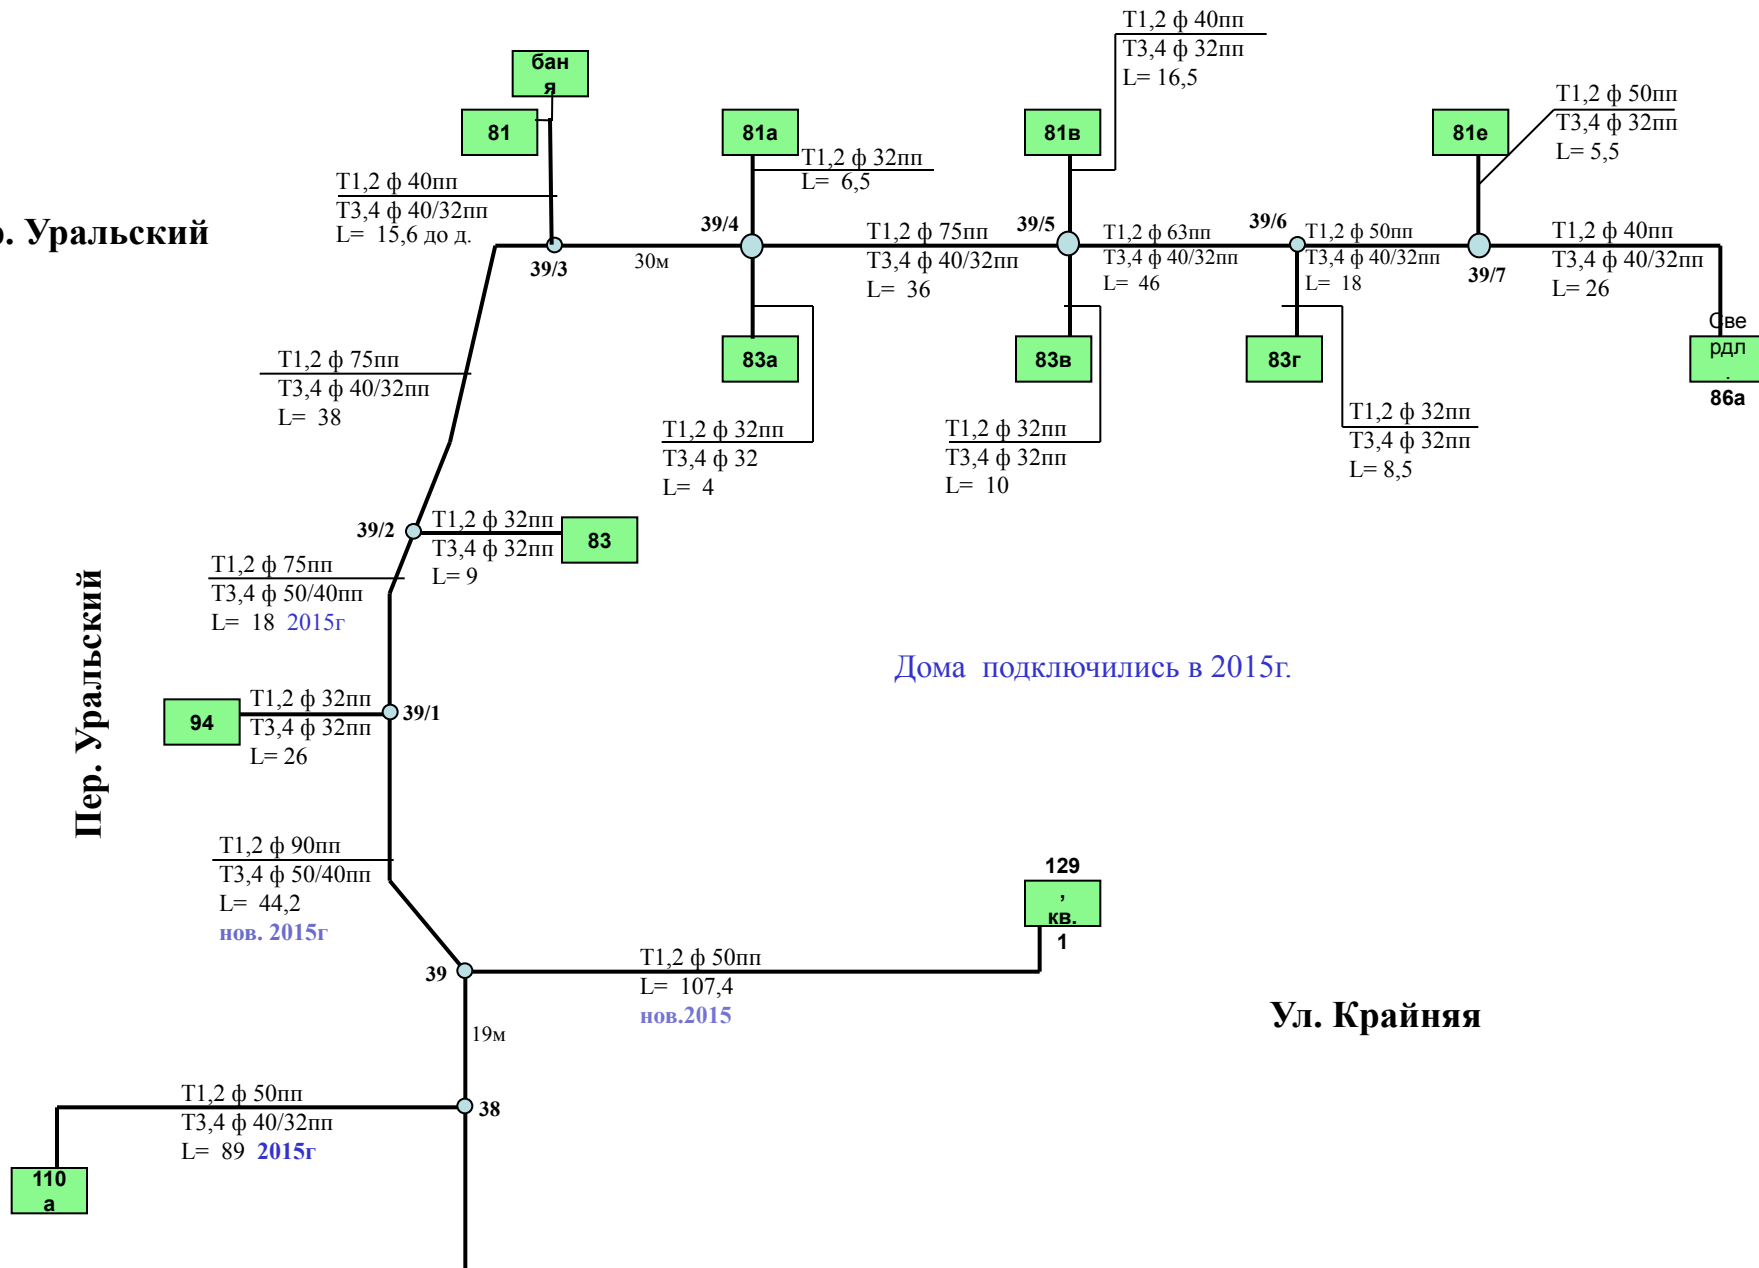 Т1,2 ф 40пп
Т3,4 ф 32пп
L= 16,5
бан
я
81
81а
81в
81е
Т1,2 ф 50пп
Т3,4 ф 32пп
L= 5,5
Т1,2 ф 32пп
L= 6,5
Т1,2 ф 40пп
Т3,4 ф 40/32пп
L= 15,6 до д.
р. Уральский
39/3
30м
39/4
Т1,2 ф 75пп
Т3,4 ф 40/32пп
L= 36
39/5
Т1,2 ф 63пп
Т3,4 ф 40/32пп
L= 46
39/6
Т1,2 ф 50пп
Т3,4 ф 40/32пп
L= 18
39/7
Т1,2 ф 40пп
Т3,4 ф 40/32пп
L= 26
83а
83в
83г
Све
рдл
.
86а
Т1,2 ф 75пп
Т3,4 ф 40/32пп
L= 38
Т1,2 ф 32пп
Т3,4 ф 32
L= 4
Т1,2 ф 32пп
Т3,4 ф 32пп
L= 10
Т1,2 ф 32пп
Т3,4 ф 32пп
L= 8,5
39/2
Т1,2 ф 32пп
Т3,4 ф 32пп
L= 9
83
Т1,2 ф 75пп
Т3,4 ф 50/40пп
L= 18 2015г
Пер. Уральский
Дома подключились в 2015г.
94
Т1,2 ф 32пп
Т3,4 ф 32пп
L= 26
39/1
Т1,2 ф 90пп
Т3,4 ф 50/40пп
L= 44,2
нов. 2015г
129
,
кв.
1
39
Т1,2 ф 50пп
L= 107,4
нов.2015
Ул. Крайняя
19м
38
Т1,2 ф 50пп
Т3,4 ф 40/32пп
L= 89 2015г
110
а